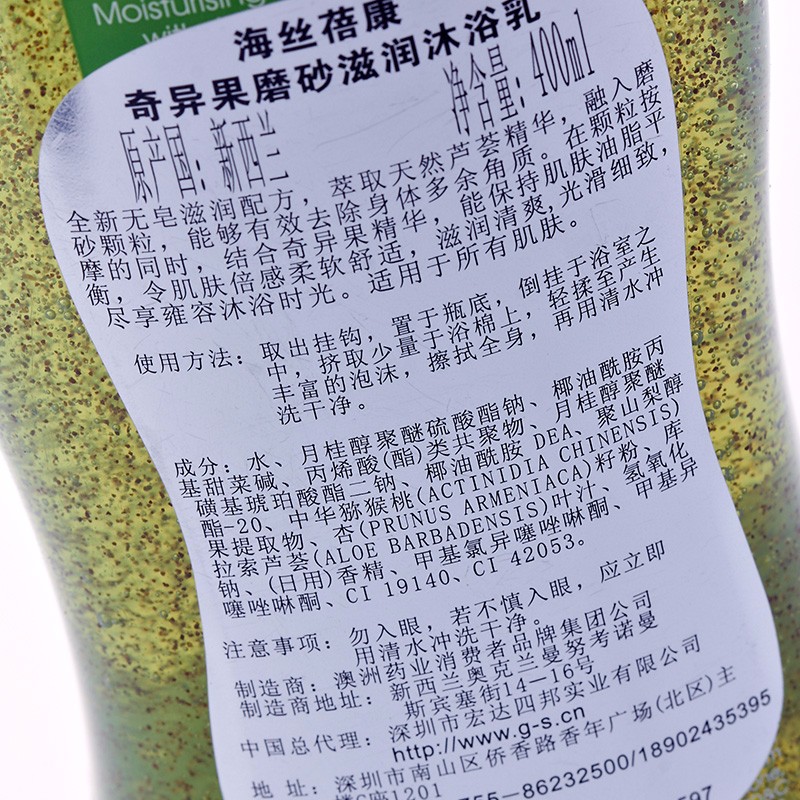 Moisturising
海丝蓓康
奇异果磨砂滋润沐浴乳
原产国：新西兰
净含量：400ml
全新无皂滋润配方，萃取天然芦荟精华，融入磨
砂颗粒，能够有效去除身体多余角质。在颗粒按
摩的同时，结合奇异果精华，能保持肌肤油脂平
衡，令肌肤倍感柔软舒适，滋润清爽，光滑细致，
尽享雍容沐浴时光。适用于所有肌肤。
使用方法：取出挂钩，置于瓶底，倒挂于浴室之
中，挤取少量于浴棉上，轻揉至产生
丰富的泡沫，擦拭全身，再用清水冲
洗干净。
成分：水、月桂醇聚醚硫酸酯钠、椰油酰胺丙
基甜菜碱、丙烯酸(酯)类共聚物、月桂醇聚醚
磺基琥珀酸酯二钠、椰油酰胺 DEA、聚山梨醇
酯-20、中华猕猴桃(ACTINIDIA CHINENSIS)
果提取物、杏(PRUNUS ARMENIACA)籽粉、库
拉索芦荟(ALOE BARBADENSIS)叶汁、氢氧化
钠、(日用)香精、甲基氯异噻唑啉酮、甲基异
噻唑啉酮、CI 19140、CI 42053。
注意事项：勿入眼，若不慎入眼，应立即
用清水冲洗干净。
制造商：澳洲药业消费者品牌集团公司
制造商地址：新西兰奥克兰曼努考诺曼
斯宾塞街14-16号
中国总代理：深圳市宏达四邦实业有限公司
http://www.g-s.cn
地 址：深圳市南山区侨香路香年广场(北区)主
楼C座1201
755-86232500/18902435395
597